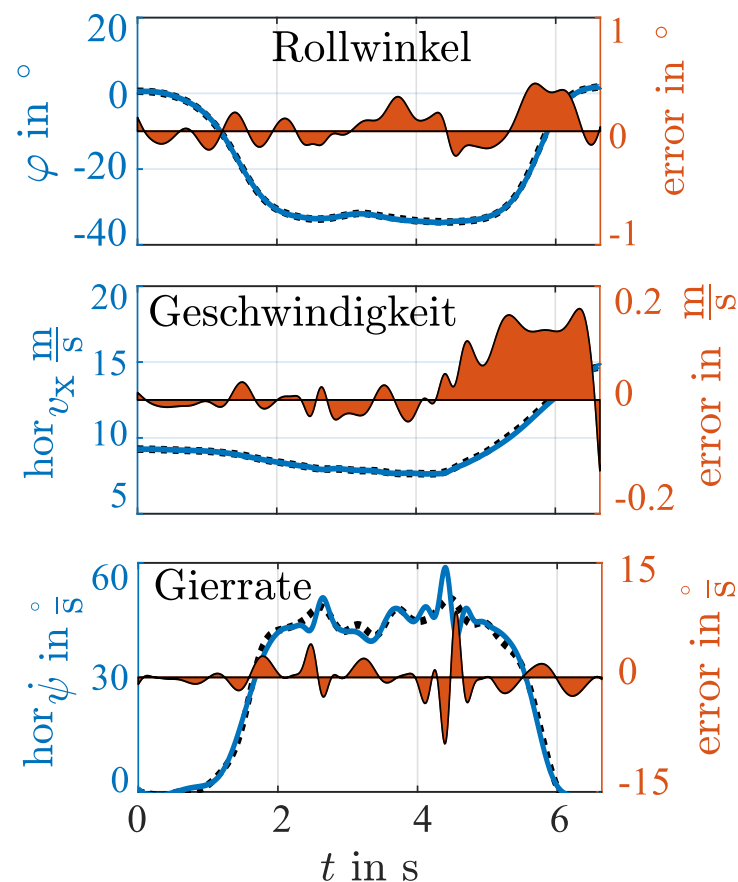 Rollwinkel
φ in °
20
0
-20
-40
error in °
1
0
-1
Geschwindigkeit
hor v_x m/s
20
15
10
5
error in m/s
0.2
0
-0.2
Gierrate
hor ψ̇ in °/s
60
30
0
error in °/s
15
0
-15
0 2 4 6
t in s